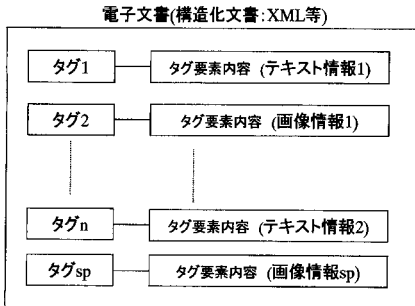 電子文書(構造化文書:XML等)
タグ1 タグ要素内容 (テキスト情報1)
タグ2 タグ要素内容 (画像情報1)
タグn タグ要素内容 (テキスト情報2)
タグsp タグ要素内容 (画像情報sp)